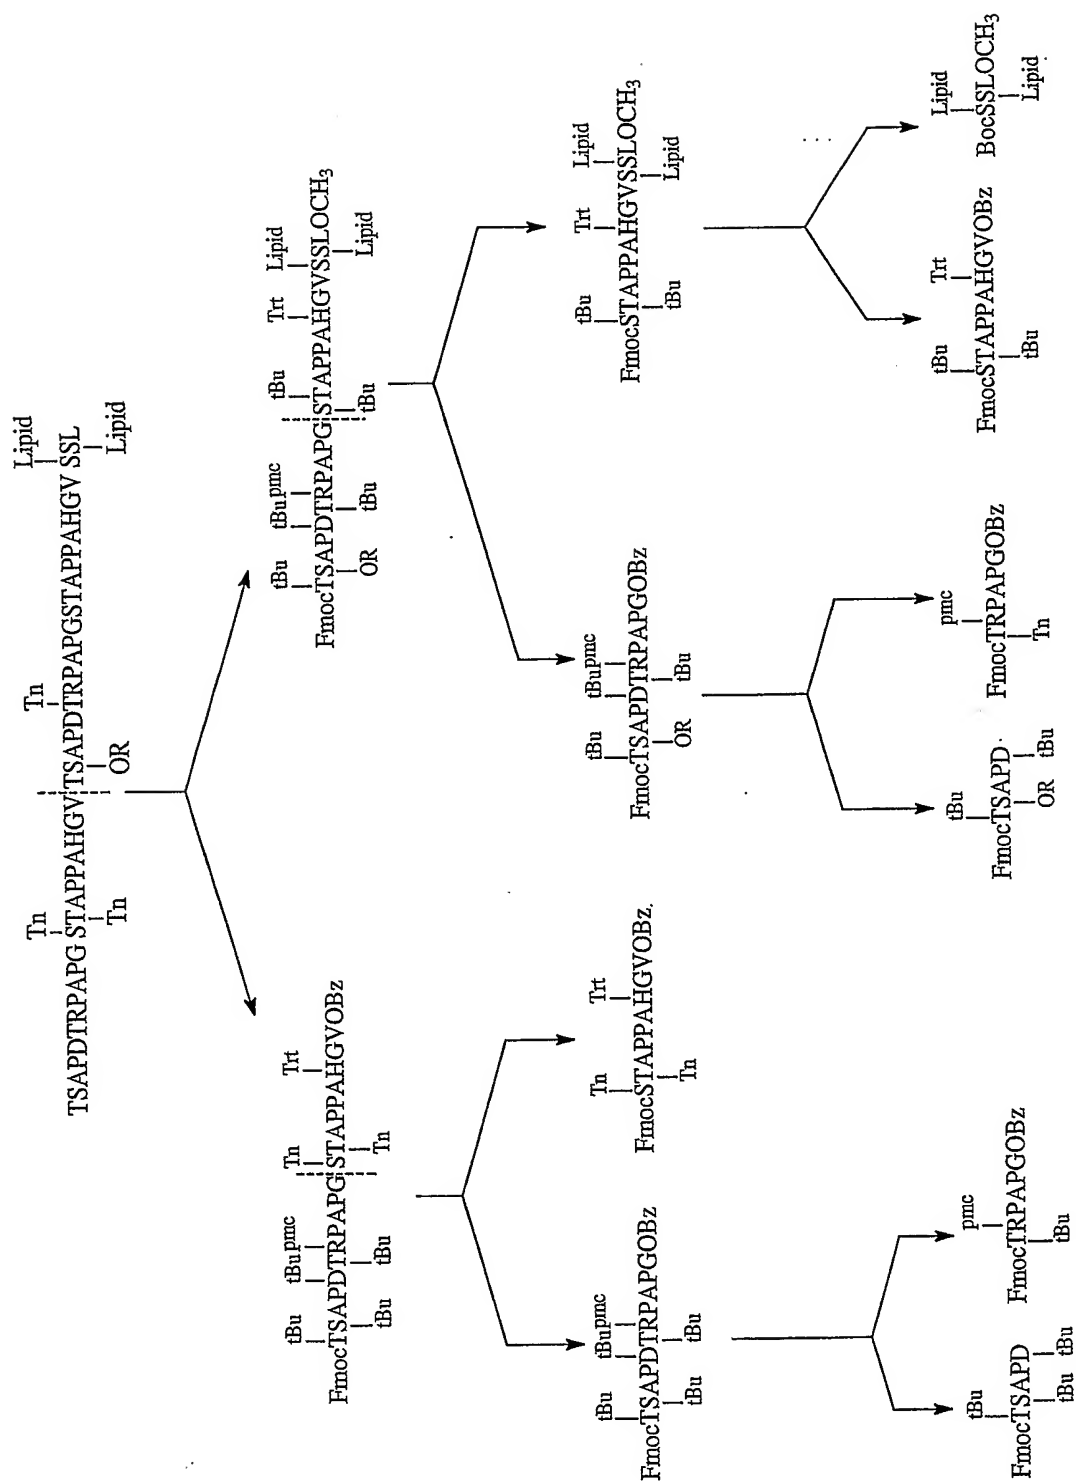 Lipid
Tn Tn
TSAPDTRPAPG STAPPAHGV TSAPDTRPAPGSTAPPAHGV SSL
Tn OR Lipid
tBu tBu pmc Tn Trt
FmocTSAPDTRPAPG STAPPAHGVOBz
tBu tBu Tn
tBu tBu pmc tBu Trt Lipid
FmocTSAPDTRPAPG STAPPAHGVSSLOCH3
OR tBu tBu Lipid
tBu tBu pmc
FmocTSAPDTRPAPGOBz
tBu tBu
Tn Trt
FmocSTAPPAHGVOBz
Tn
tBu tBu pmc
FmocTSAPDTRPAPGOBz
OR tBu
tBu Trt Lipid
FmocSTAPPAHGVSSLOCH3
tBu Lipid
tBu
FmocTSAPD
tBu tBu
pmc
FmocTRPAPGOBz
tBu
tBu
FmocTSAPD
OR tBu
pmc
FmocTRPAPGOBz
Tn
tBu Trt
FmocSTAPPAHGVOBz
tBu
Lipid
BocSSLOCH3
Lipid